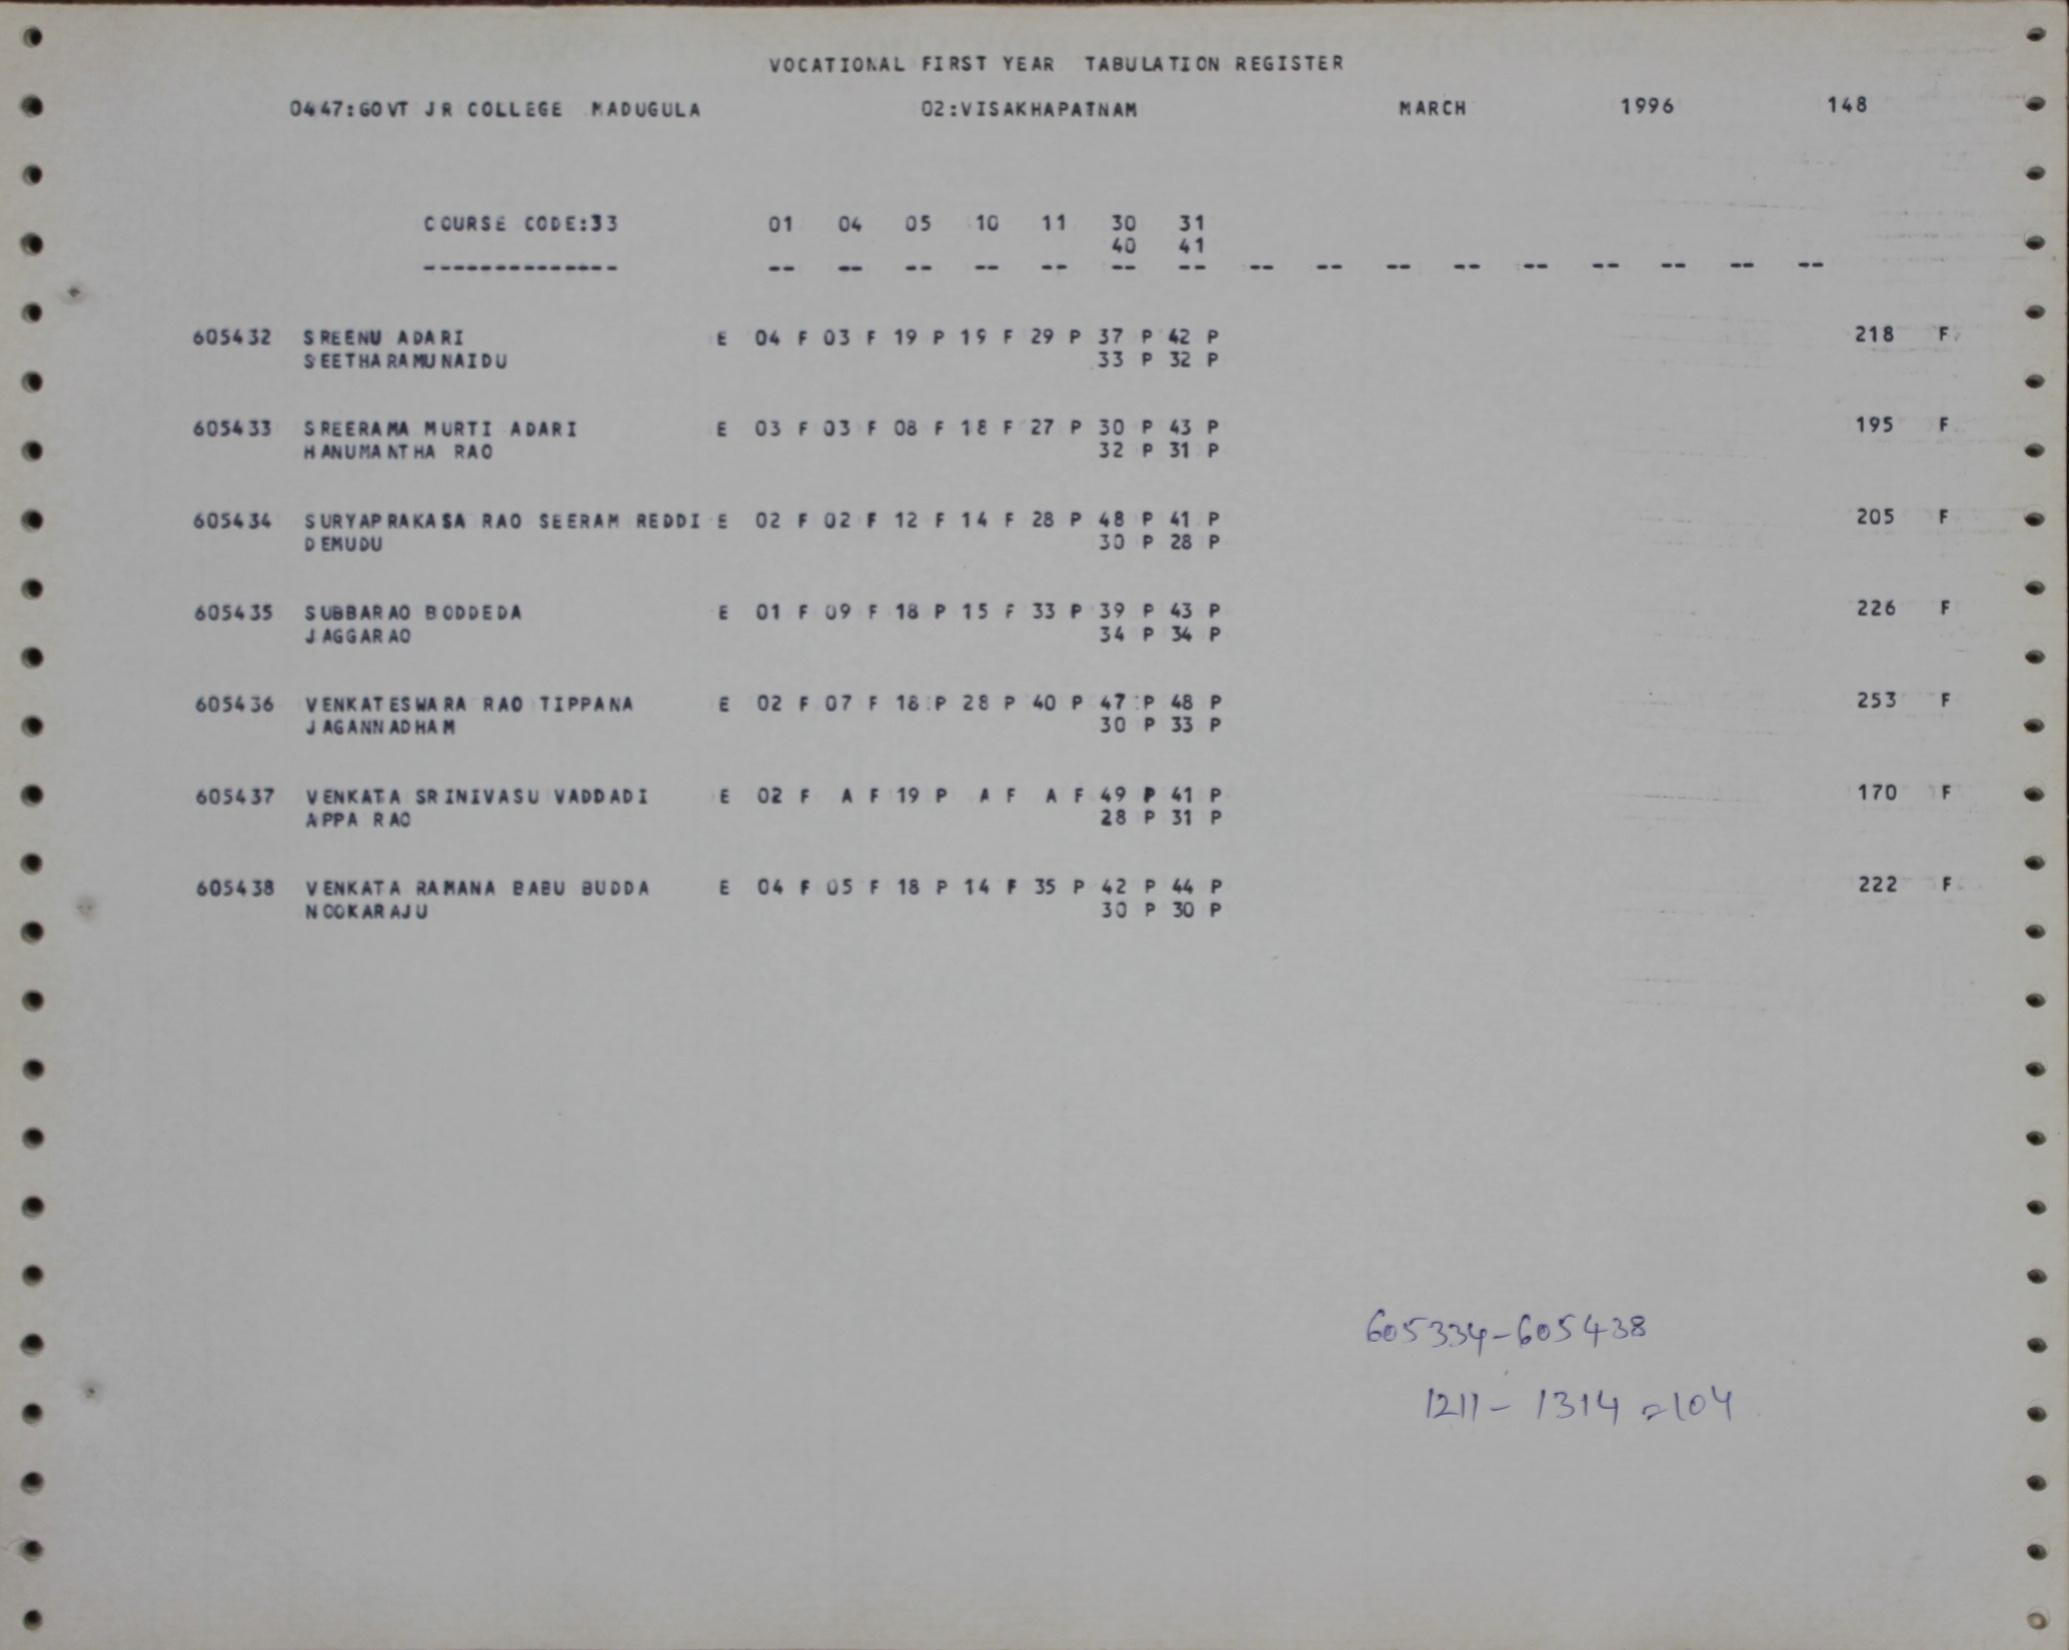 VOCATIONAL FIRST YEAR TABULATION REGISTER
0447:GOVT JR COLLEGE MADUGULA 02:VISAKHAPATNAM MARCH 1996 148
COURSE CODE:33 01 04 05 10 11 30 31
40 41
-------------- -- -- -- -- -- -- -- -- -- -- -- -- -- -- -- --
605432 SREENU ADARI E 04 F 03 F 19 P 19 F 29 P 37 P 42 P 218 F
SEETHARAMUNAIDU 33 P 32 P
605433 SREERAMA MURTI ADARI E 03 F 03 F 08 F 18 F 27 P 30 P 43 P 195 F
HANUMANTHA RAO 32 P 31 P
605434 SURYAPRAKASA RAO SEERAM REDDI E 02 F 02 F 12 F 14 F 28 P 48 P 41 P 205 F
DEMUDU 30 P 28 P
605435 SUBBARAO BODDEDA E 01 F 09 F 18 P 15 F 33 P 39 P 43 P 226 F
JAGGARAO 34 P 34 P
605436 VENKATESWARA RAO TIPPANA E 02 F 07 F 18 P 28 P 40 P 47 P 48 P 253 F
JAGANNADHAM 30 P 33 P
605437 VENKATA SRINIVASU VADDADI E 02 F A F 19 P A F A F 49 P 41 P 170 F
APPA RAO 28 P 31 P
605438 VENKATA RAMANA BABU BUDDA E 04 F 05 F 18 P 14 F 35 P 42 P 44 P 222 F
NOOKARAJU 30 P 30 P
605334-605438
1211- 1314 =104